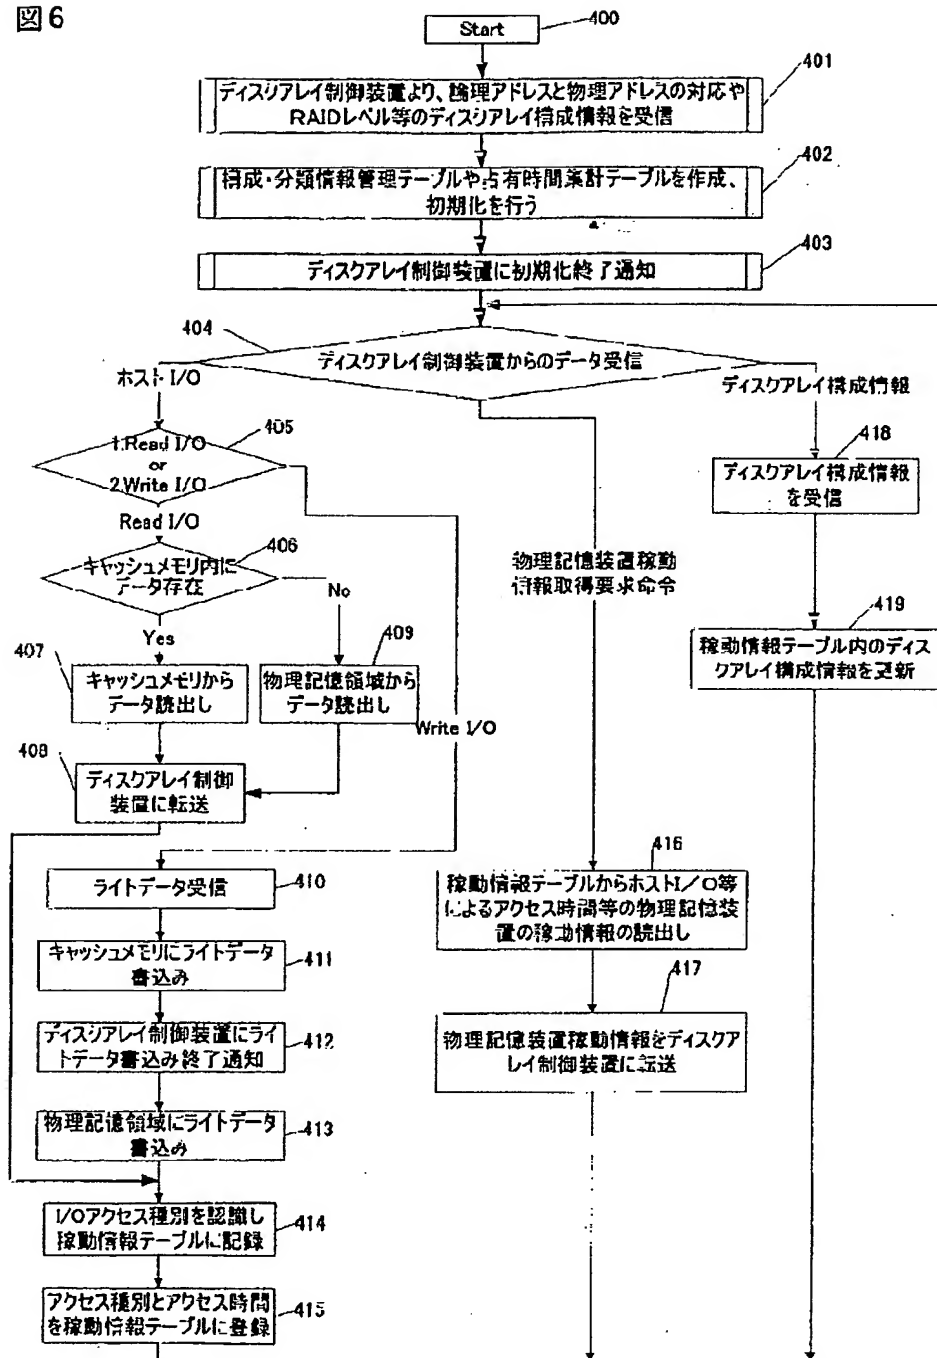 図6
Start
400
401
ディスクアレイ制御装置より、論理アドレスと物理アドレスの対応や
RAIDレベル等のディスクアレイ構成情報を受信
402
構成・分類情報管理テーブルや占有時間集計テーブルを作成、
初期化を行う
403
ディスクアレイ制御装置に初期化終了通知
404
ディスクアレイ制御装置からのデータ受信
ホスト I/O
ディスクアレイ構成情報
405
1.Read I/O
or
2.Write I/O
418
ディスクアレイ構成情報
を受信
Read I/O
406
キャッシュメモリ内に
データ存在
物理記憶装置稼動
情報取得要求命令
No
Yes
419
稼動情報テーブル内のディス
クアレイ構成情報を更新
407
キャッシュメモリから
データ読出し
409
物理記憶領域から
データ読出し
Write I/O
408
ディスクアレイ制御
装置に転送
416
稼動情報テーブルからホストI/O等
によるアクセス時間等の物理記憶装
置の稼動情報の読出し
ライトデータ受信
410
キャッシュメモリにライトデータ
書込み
411
417
物理記憶装置稼動情報をディスクア
レイ制御装置に転送
ディスクアレイ制御装置にライ
トデータ書込み終了通知
412
物理記憶領域にライトデータ
書込み
413
I/Oアクセス種別を認識し
稼動情報テーブルに記録
414
アクセス種別とアクセス時間
を稼動情報テーブルに登録
415